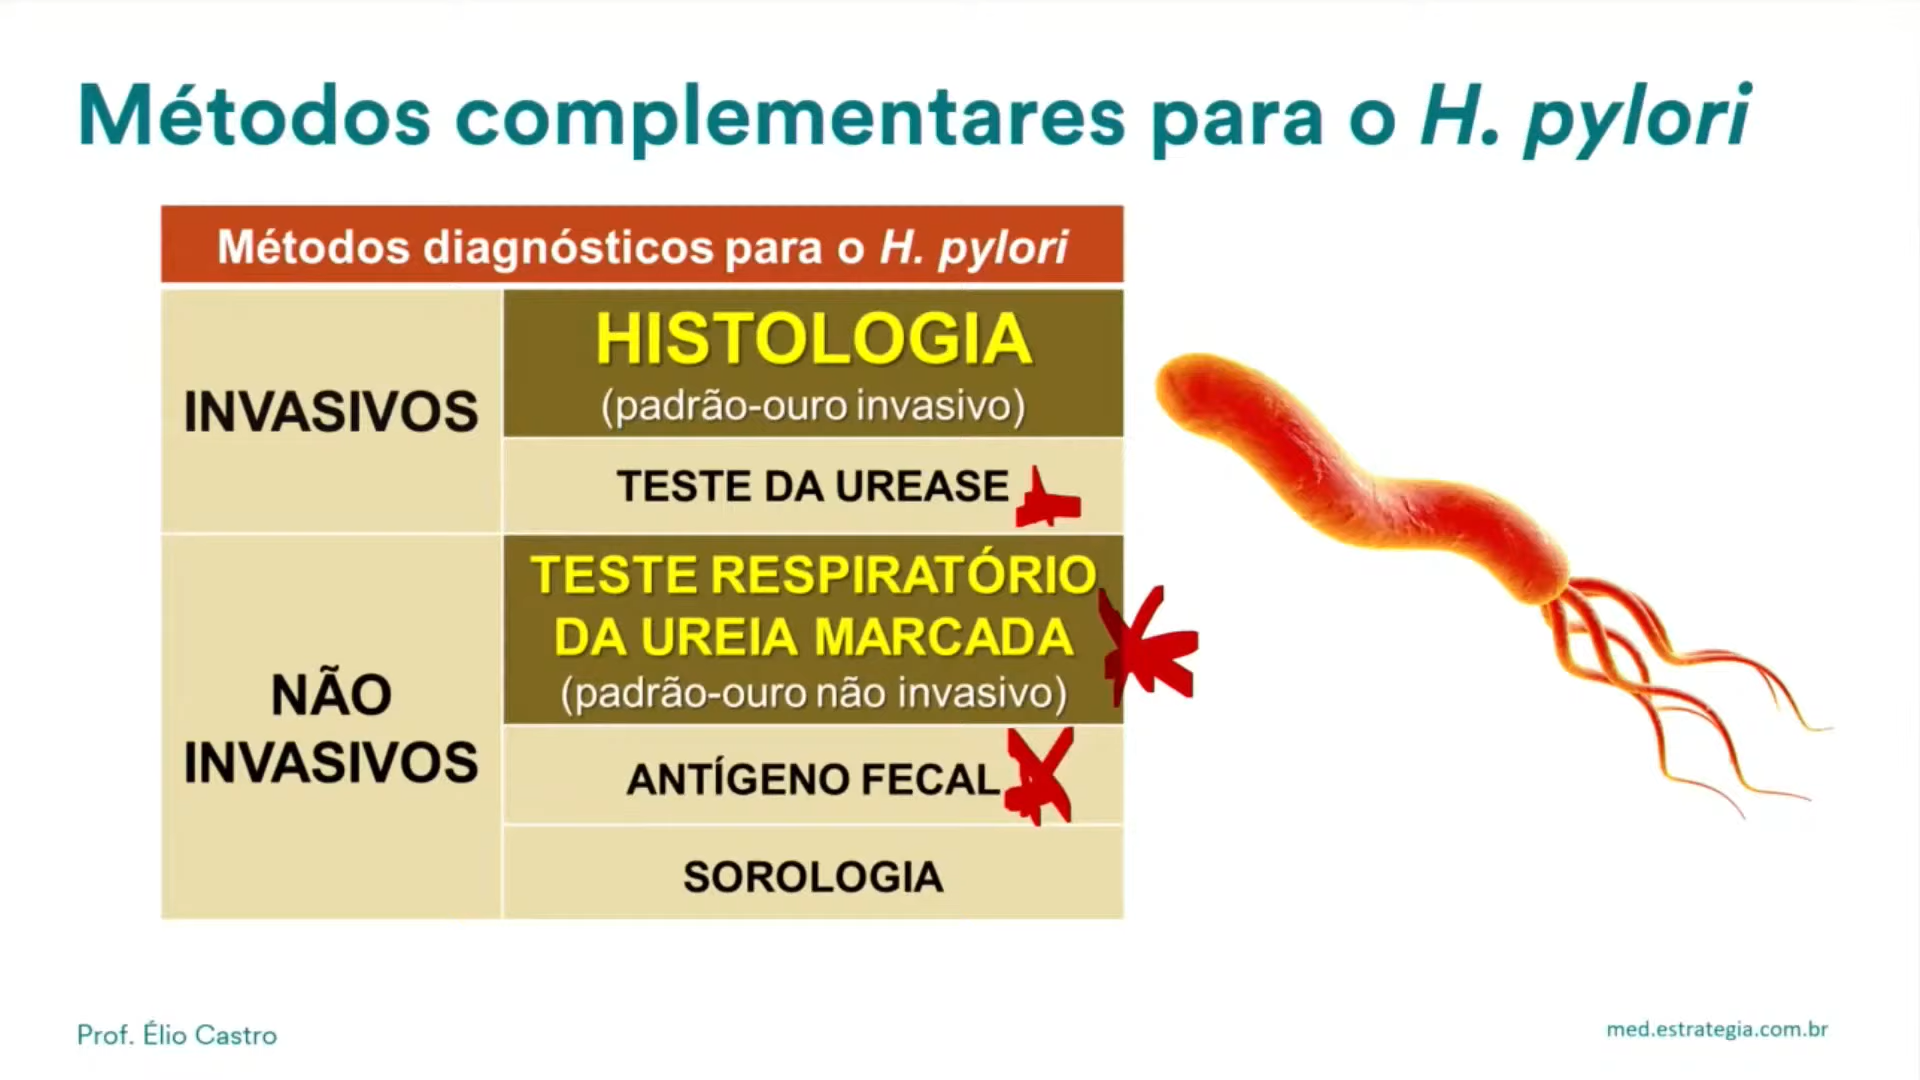 Métodos complementares para o H. pylori
Métodos diagnósticos para o H. pylori
INVASIVOS
HISTOLOGIA
(padrão-ouro invasivo)
TESTE DA UREASE
NÃO
INVASIVOS
TESTE RESPIRATÓRIO
DA UREIA MARCADA
(padrão-ouro não invasivo)
ANTÍGENO FECAL
SOROLOGIA
Prof. Élio Castro
med.estrategia.com.br